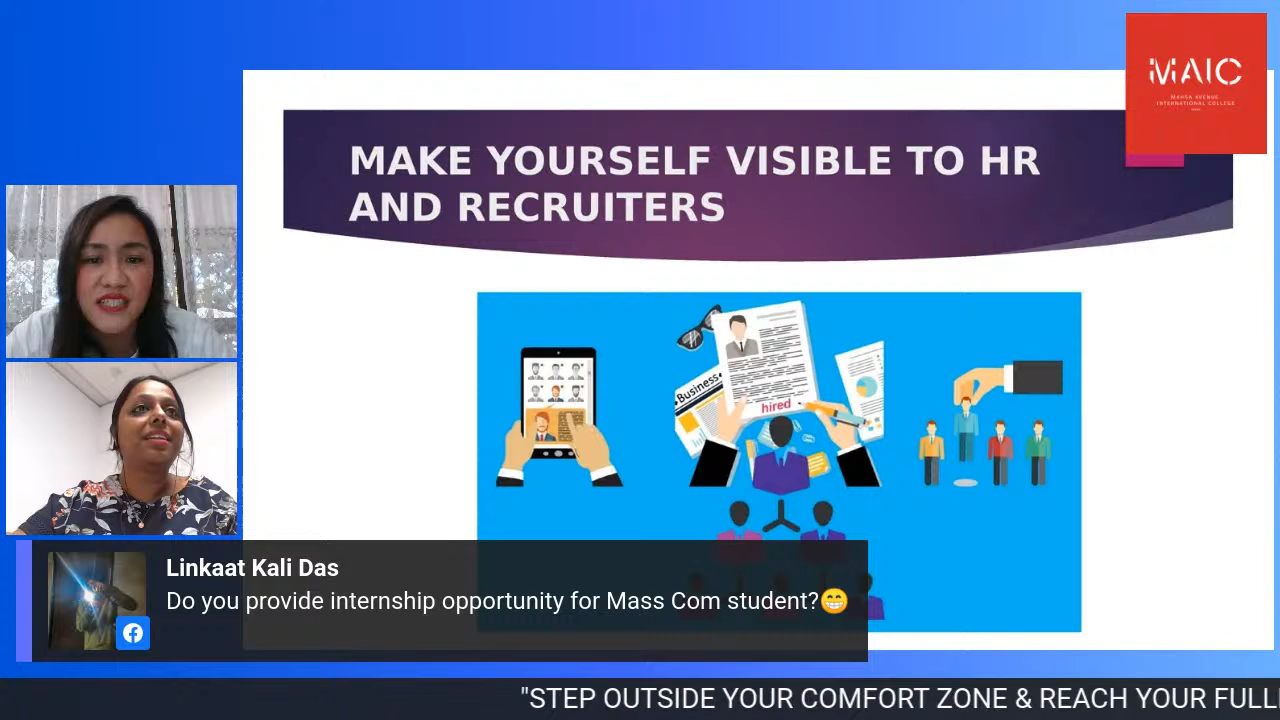 MAIC
MAHSA AVENUE
INTERNATIONAL COLLEGE
MAKE YOURSELF VISIBLE TO HR
AND RECRUITERS
Business
hired
Linkaat Kali Das
Do you provide internship opportunity for Mass Com student?😁
"STEP OUTSIDE YOUR COMFORT ZONE & REACH YOUR FULL